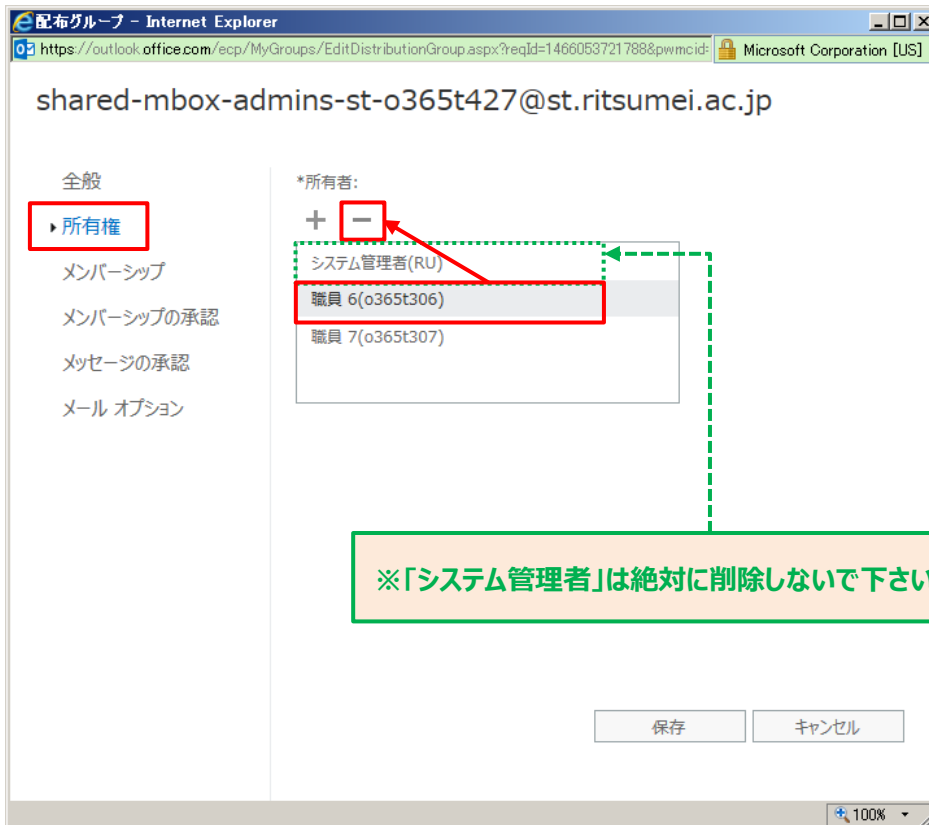 配布グループ - Internet Explorer
https://outlook.office.com/ecp/MyGroups/EditDistributionGroup.aspx?reqId=1466053721788&pwmcid=
Microsoft Corporation [US]
shared-mbox-admins-st-o365t427@st.ritsumei.ac.jp
全般
所有権
メンバーシップ
メンバーシップの承認
メッセージの承認
メール オプション
*所有者:
システム管理者(RU)
職員 6(o365t306)
職員 7(o365t307)
※「システム管理者」は絶対に削除しないで下さい
保存
キャンセル
100%